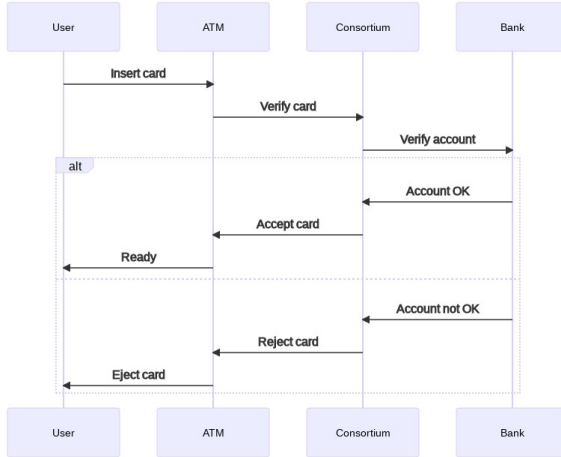 User
ATM
Consortium
Bank
Insert card
Verify card
Verify account
alt
Account OK
Accept card
Ready
Account not OK
Reject card
Eject card
User
ATM
Consortium
Bank